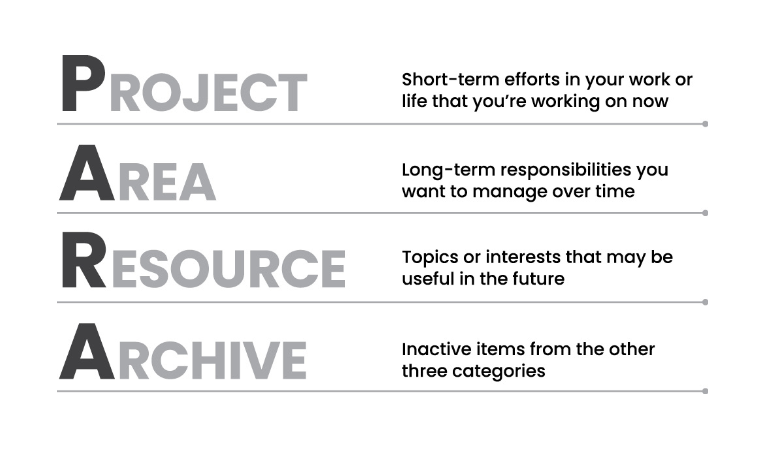 PROJECT
Short-term efforts in your work or
life that you’re working on now
AREA
Long-term responsibilities you
want to manage over time
RESOURCE
Topics or interests that may be
useful in the future
ARCHIVE
Inactive items from the other
three categories